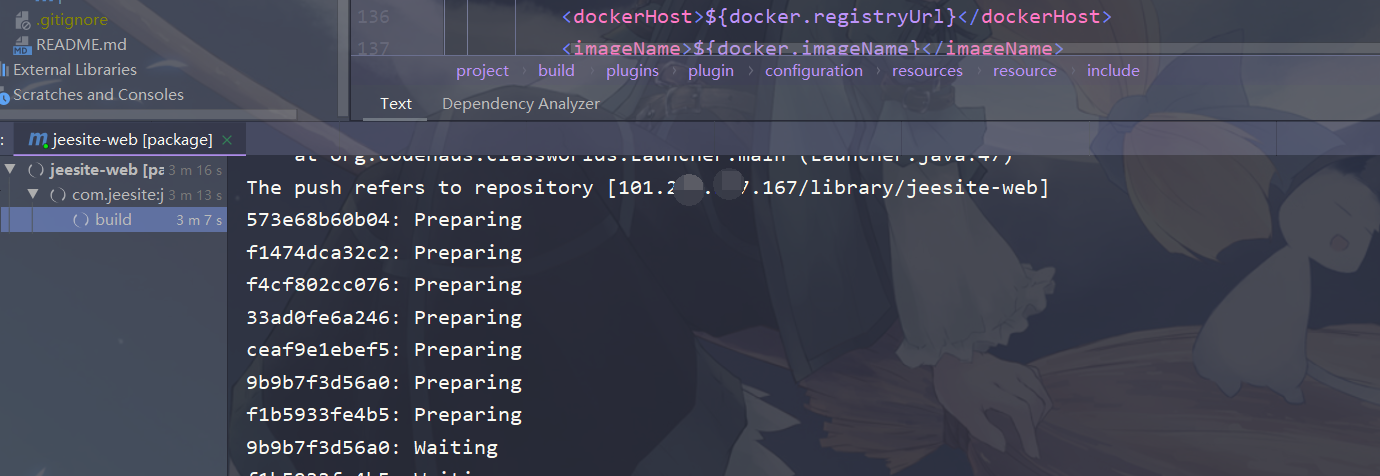 .gitignore
README.md
External Libraries
Scratches and Consoles
136 <dockerHost>${docker.registryUrl}</dockerHost>
137 <imageName>${docker.imageName}</imageName>
project › build › plugins › plugin › configuration › resources › resource › include
Text Dependency Analyzer
: jeesite-web [package] ×
jeesite-web [pa 3 m 16 s
com.jeesite:j 3 m 13 s
build 3 m 7 s
at org.codehaus.classworlds.Launcher.main (Launcher.java:47)
The push refers to repository [101.2 . 7.167/library/jeesite-web]
573e68b60b04: Preparing
f1474dca32c2: Preparing
f4cf802cc076: Preparing
33ad0fe6a246: Preparing
ceaf9e1ebef5: Preparing
9b9b7f3d56a0: Preparing
f1b5933fe4b5: Preparing
9b9b7f3d56a0: Waiting
f1b5933fe4b5: Waiting